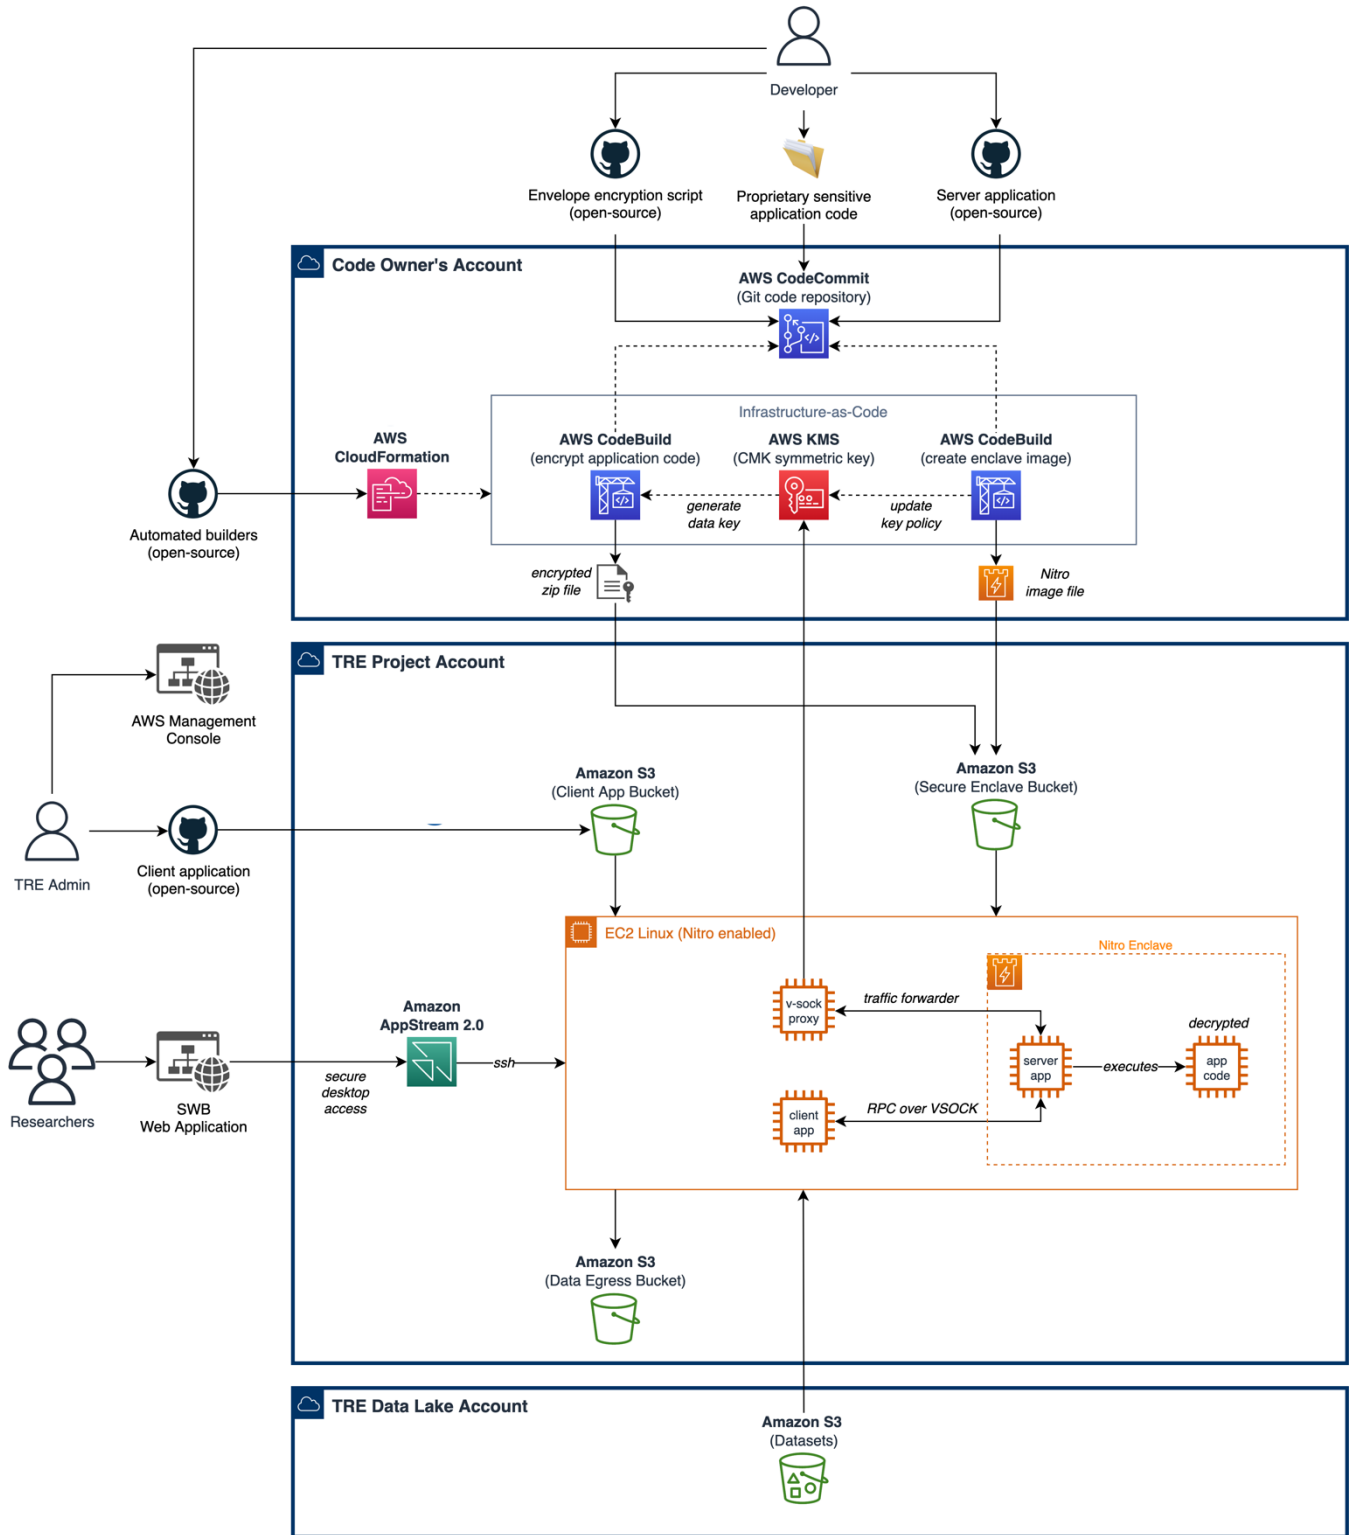 Developer
Envelope encryption script
(open-source)
Proprietary sensitive
application code
Server application
(open-source)
Code Owner's Account
AWS CodeCommit
(Git code repository)
Infrastructure-as-Code
AWS
CloudFormation
AWS CodeBuild
(encrypt application code)
AWS KMS
(CMK symmetric key)
AWS CodeBuild
(create enclave image)
generate
data key
update
key policy
Automated builders
(open-source)
encrypted
zip file
Nitro
image file
TRE Project Account
AWS Management
Console
Amazon S3
(Client App Bucket)
Amazon S3
(Secure Enclave Bucket)
TRE Admin
Client application
(open-source)
EC2 Linux (Nitro enabled)
Nitro Enclave
v-sock
proxy
traffic forwarder
decrypted
server
app
executes
app
code
Amazon
AppStream 2.0
ssh
secure
desktop
access
Researchers
SWB
Web Application
client
app
RPC over VSOCK
Amazon S3
(Data Egress Bucket)
TRE Data Lake Account
Amazon S3
(Datasets)